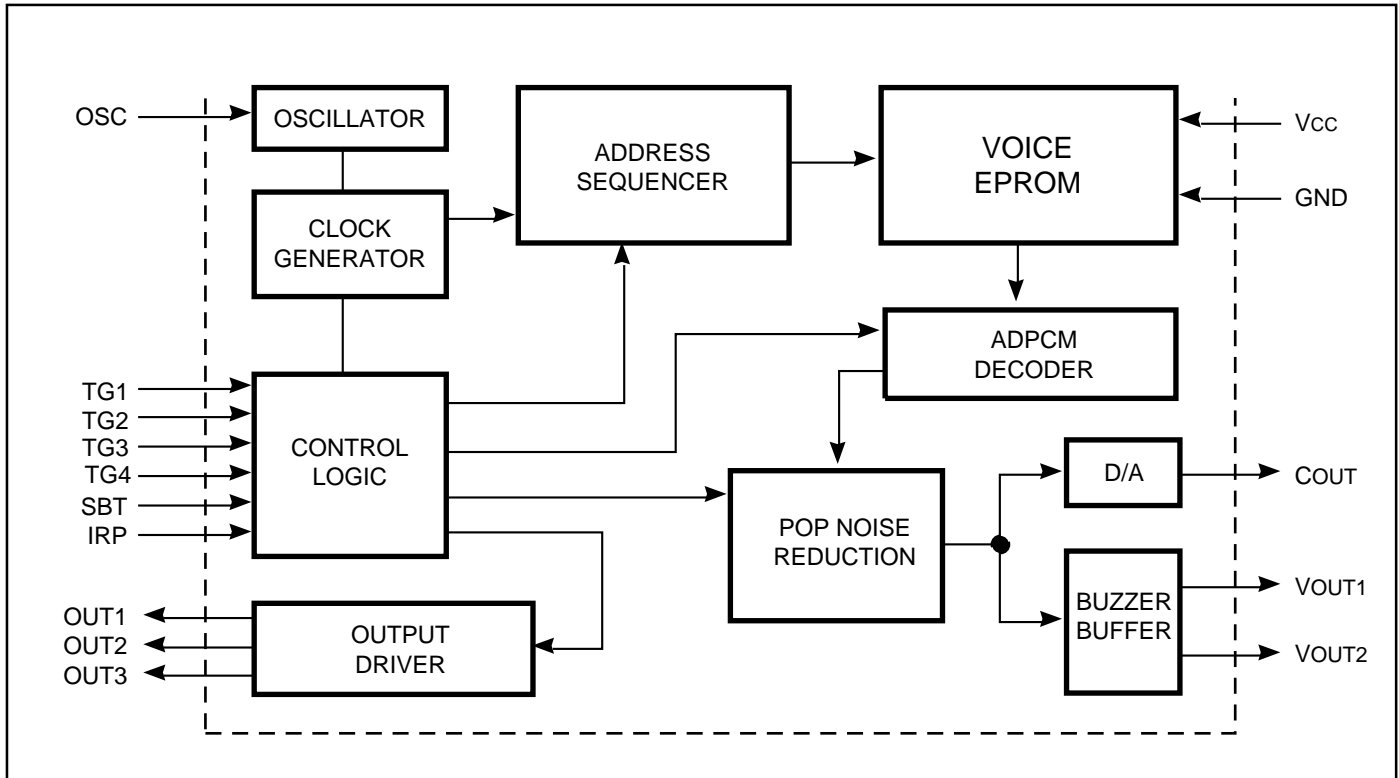 OSC
OSCILLATOR
ADDRESS
SEQUENCER
VOICE
EPROM
VCC
GND
CLOCK
GENERATOR
ADPCM
DECODER
TG1
TG2
TG3
TG4
SBT
IRP
CONTROL
LOGIC
POP NOISE
REDUCTION
D/A
COUT
BUZZER
BUFFER
VOUT1
VOUT2
OUT1
OUT2
OUT3
OUTPUT
DRIVER